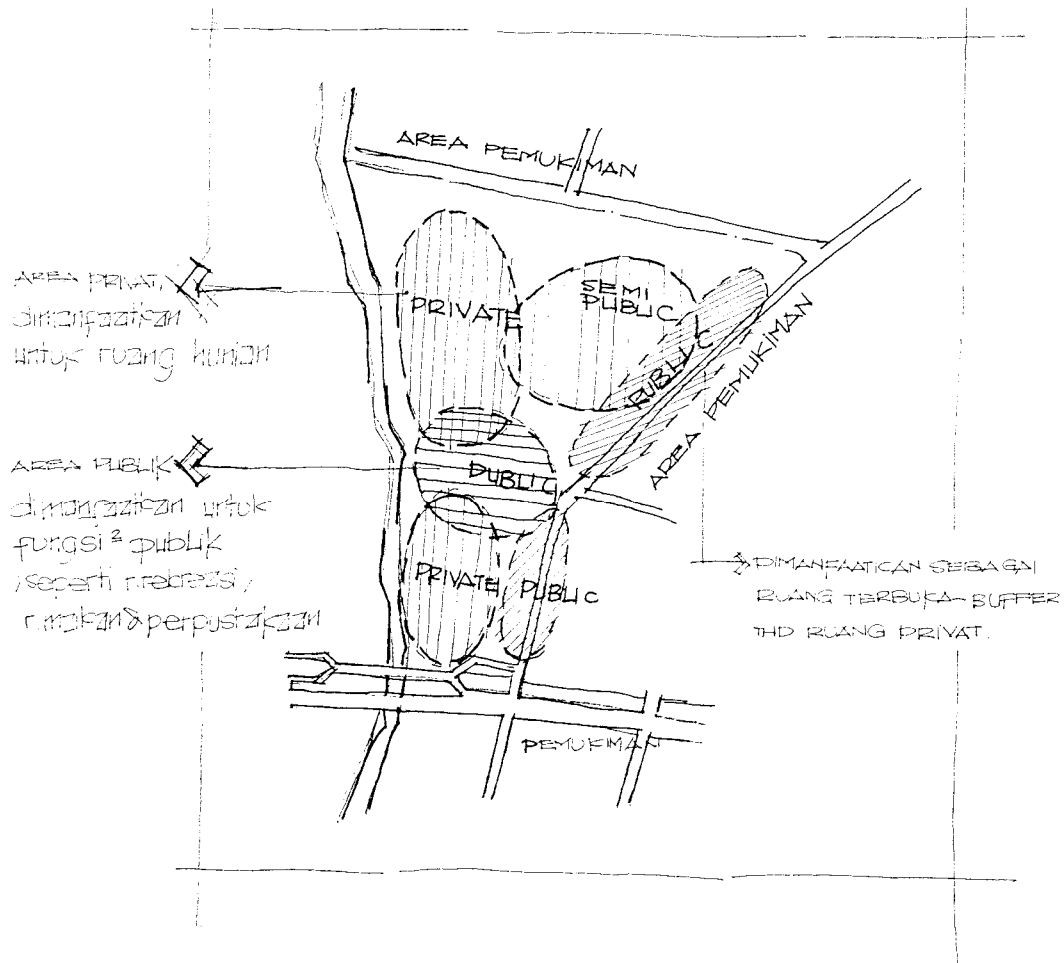 AREA PEMUKIMAN
AREA PRIVAT,
dimanfaatkan
untuk ruang hunian
PRIVATE
SEMI
PUBLIC
PUBLIC
AREA PEMUKIMAN
AREA PUBLIK
dimanfaatkan untuk
fungsi² publik
, seperti r.rekreasi,
r.makan & perpustakaan
PUBLIC
PRIVATE
PUBLIC
DIMANFAATKAN SEBAGAI
RUANG TERBUKA-BUFFER
THD RUANG PRIVAT.
PEMUKIMAN